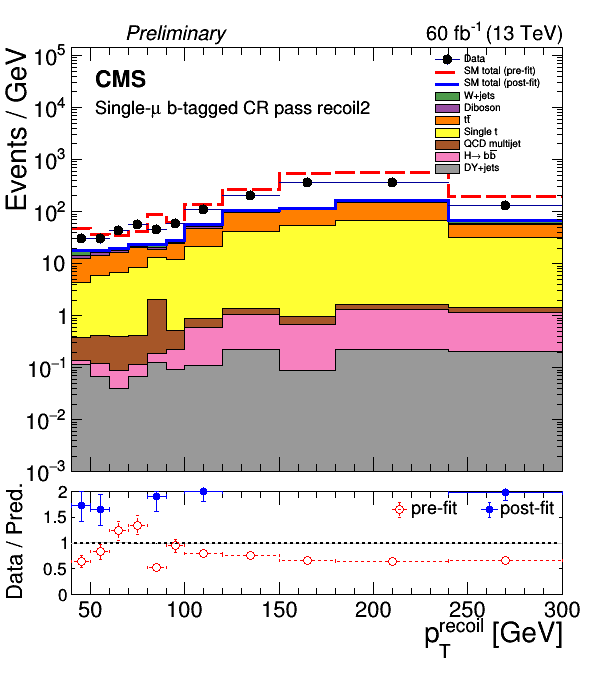 Preliminary 60 fb⁻¹ (13 TeV)
Events / GeV
10⁵
10⁴
10³
10²
10
1
10⁻¹
10⁻²
10⁻³
CMS
Single-μ b-tagged CR pass recoil2
Data
SM total (pre-fit)
SM total (post-fit)
W+jets
Diboson
tt̅
Single t
QCD multijet
H→ bb̅
DY+jets
Data / Pred.
2
1.5
1
0.5
0
pre-fit post-fit
50 100 150 200 250 300
p_T^recoil [GeV]